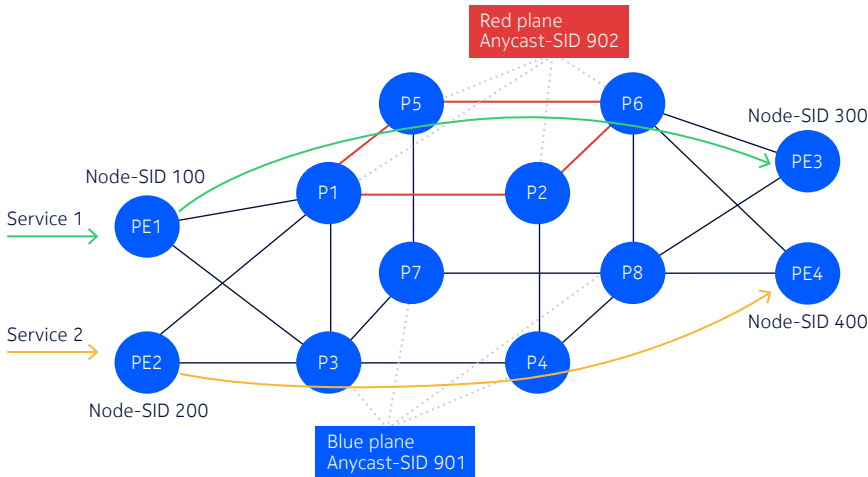 Red plane
Anycast-SID 902
P5
P6
Node-SID 300
PE3
Node-SID 100
P1
P2
Service 1
PE1
P7
P8
PE4
Node-SID 400
Service 2
PE2
P3
P4
Node-SID 200
Blue plane
Anycast-SID 901